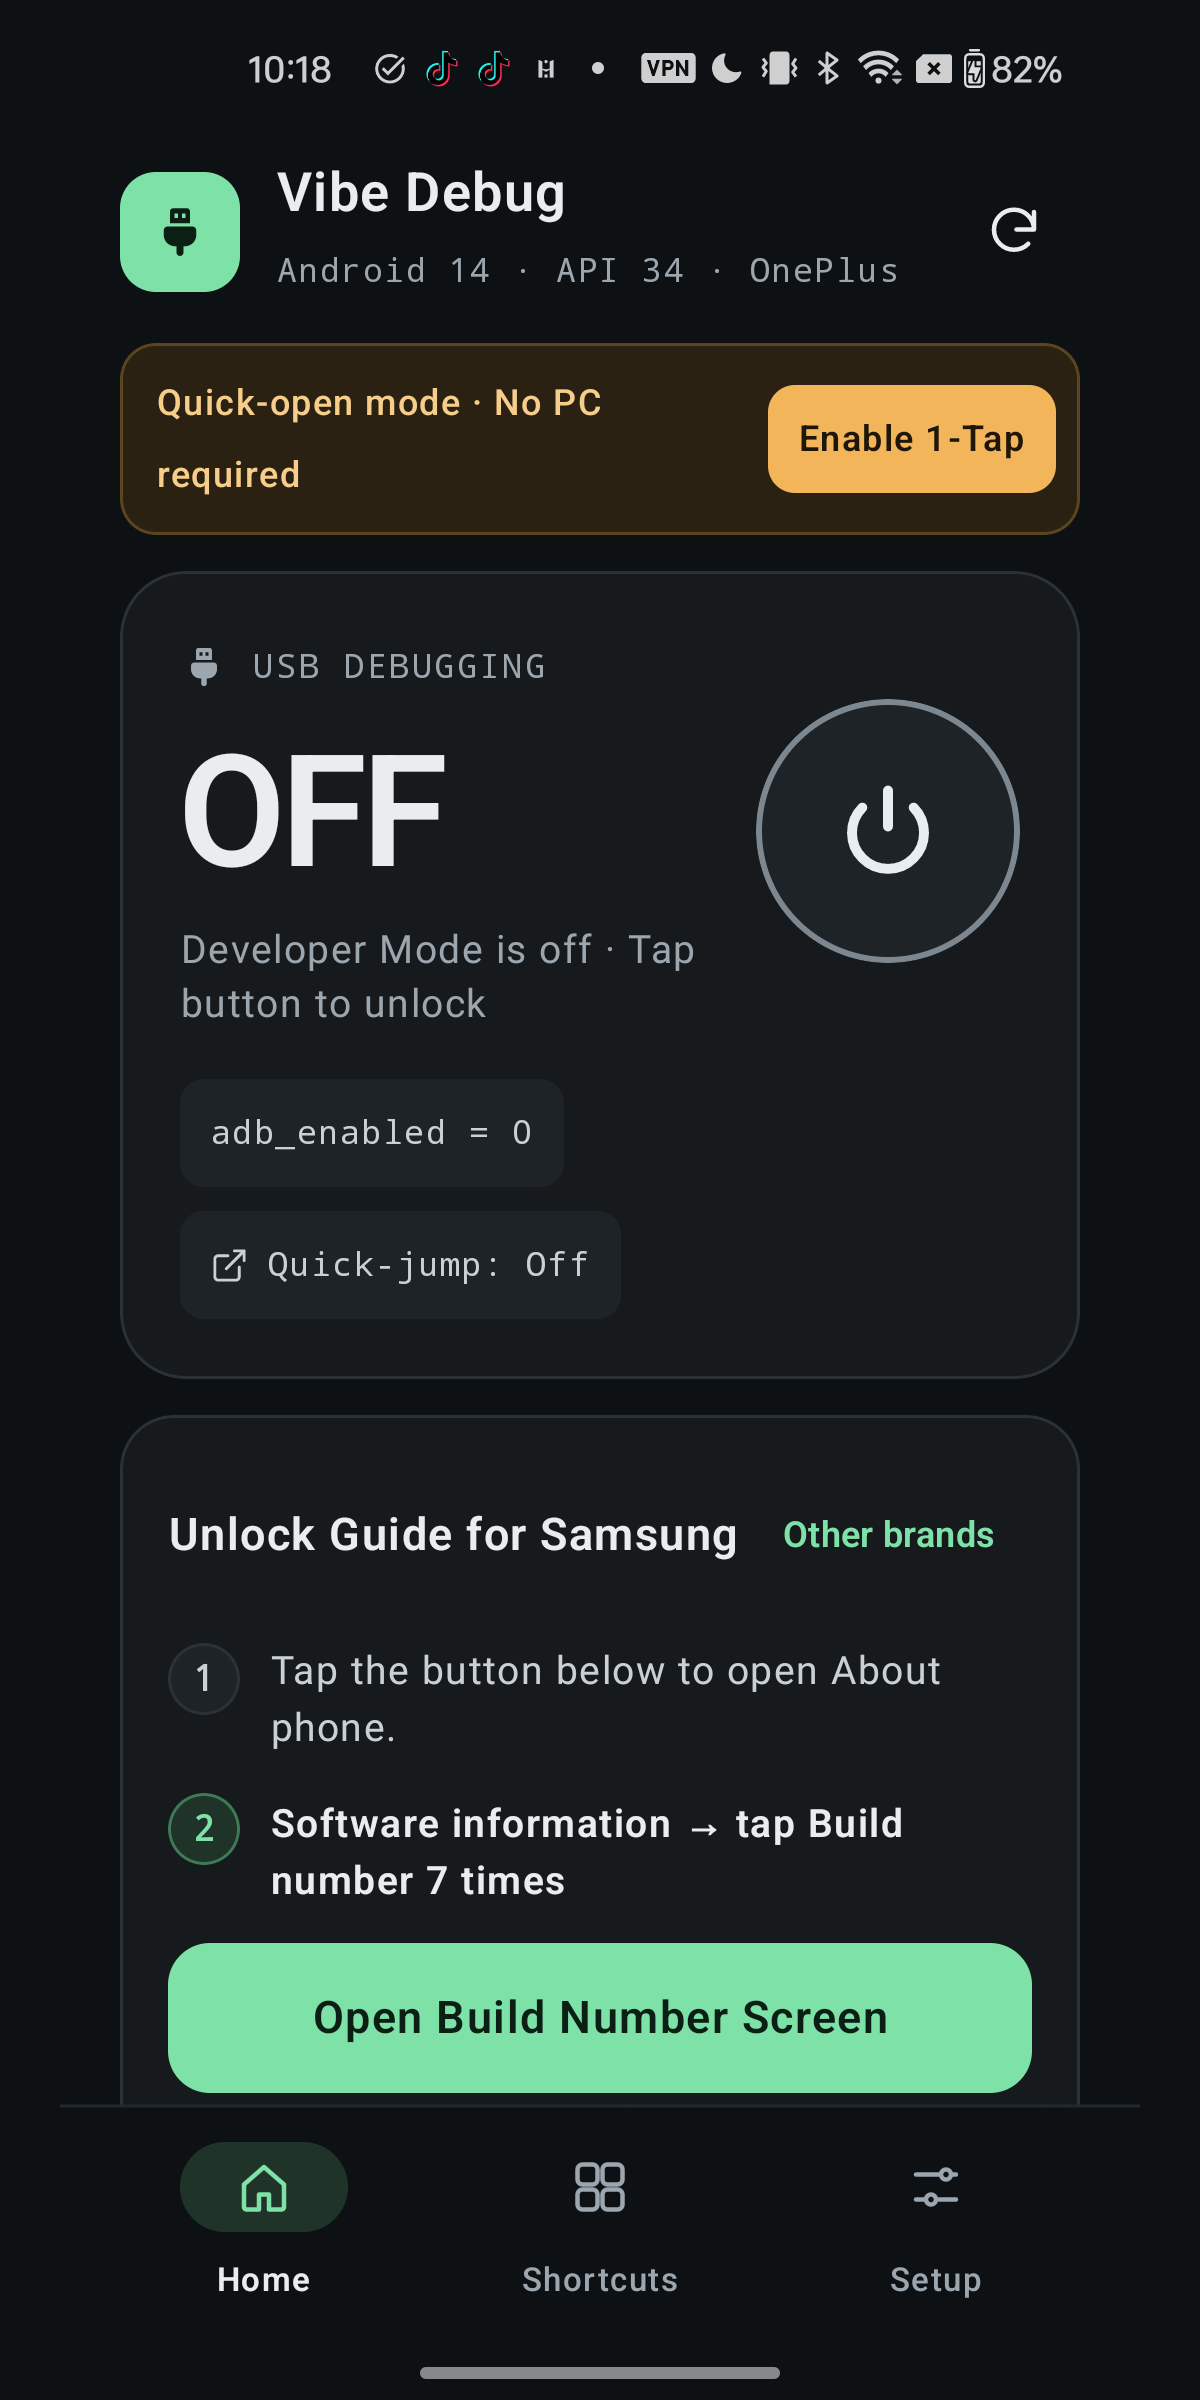 10:18
VPN
82%
Vibe Debug
Android 14 · API 34 · OnePlus
Quick-open mode · No PC
required
Enable 1-Tap
USB DEBUGGING
OFF
Developer Mode is off · Tap
button to unlock
adb_enabled = 0
Quick-jump: Off
Unlock Guide for Samsung
Other brands
1
Tap the button below to open About
phone.
2
Software information → tap Build
number 7 times
Open Build Number Screen
Home
Shortcuts
Setup